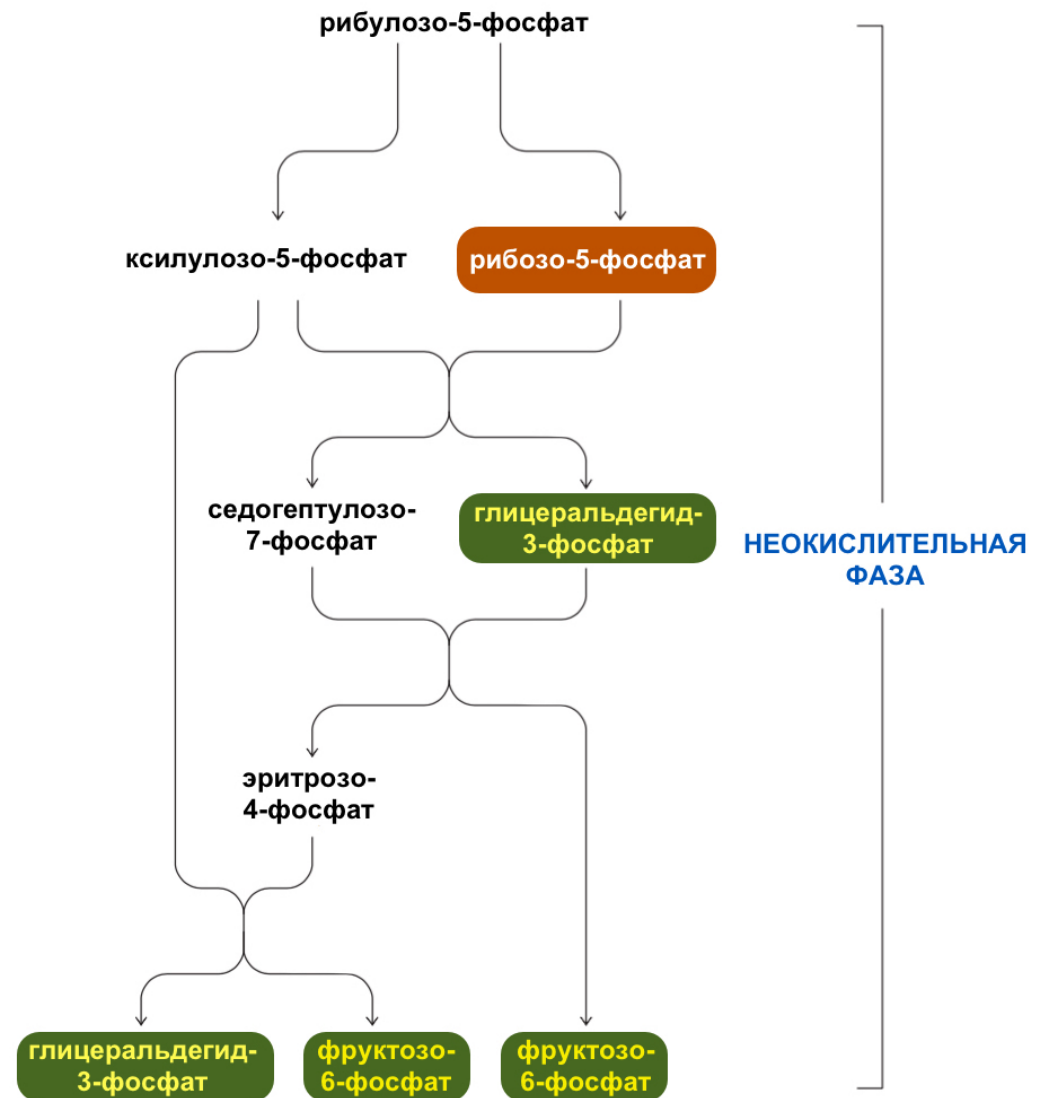 рибулозо-5-фосфат
ксилулозо-5-фосфат
рибозо-5-фосфат
седогептулозо-
7-фосфат
глицеральдегид-
3-фосфат
НЕОКИСЛИТЕЛЬНАЯ
ФАЗА
эритрозо-
4-фосфат
глицеральдегид-
3-фосфат
фруктозо-
6-фосфат
фруктозо-
6-фосфат